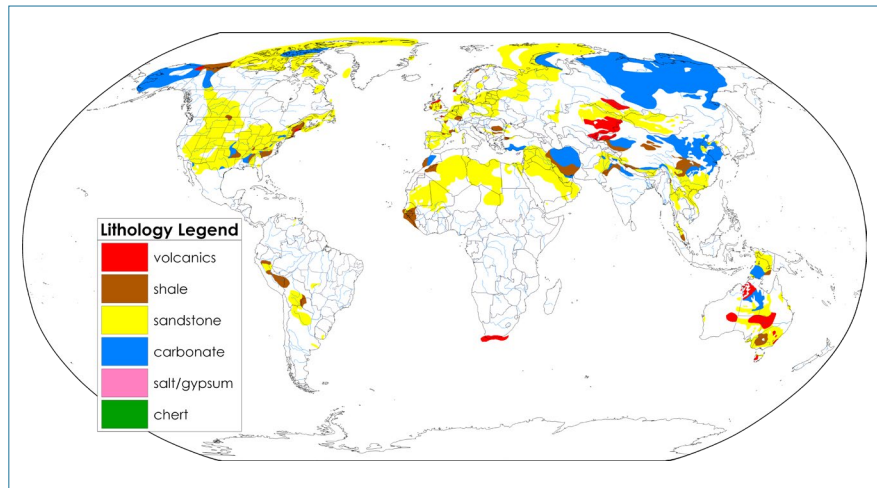 Lithology Legend
volcanics
shale
sandstone
carbonate
salt/gypsum
chert